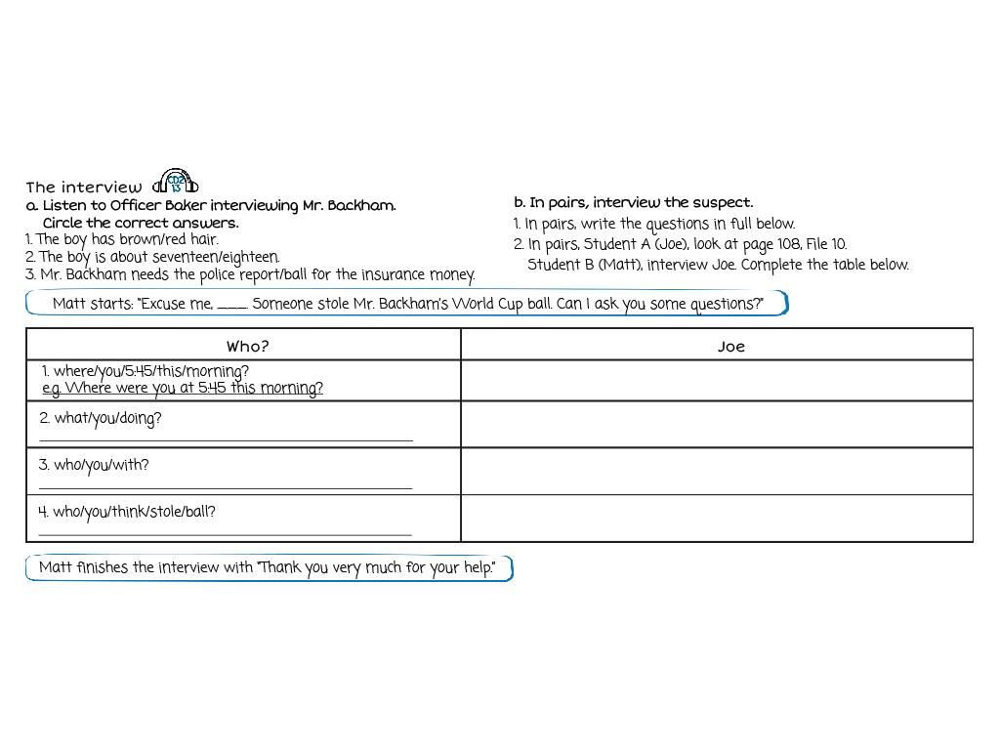 The interview
CD2
13
a. Listen to Officer Baker interviewing Mr. Backham.
Circle the correct answers.
1. The boy has brown/red hair.
2. The boy is about seventeen/eighteen.
3. Mr. Backham needs the police report/ball for the insurance money.
b. In pairs, interview the suspect.
1. In pairs, write the questions in full below.
2. In pairs, Student A (Joe), look at page 108, File 10.
Student B (Matt), interview Joe. Complete the table below.
Matt starts: "Excuse me, ___. Someone stole Mr. Backham's World Cup ball. Can I ask you some questions?"
Who?
Joe
1. where/you/5:45/this/morning?
e.g. Where were you at 5:45 this morning?
2. what/you/doing?
3. who/you/with?
4. who/you/think/stole/ball?
Matt finishes the interview with "Thank you very much for your help."